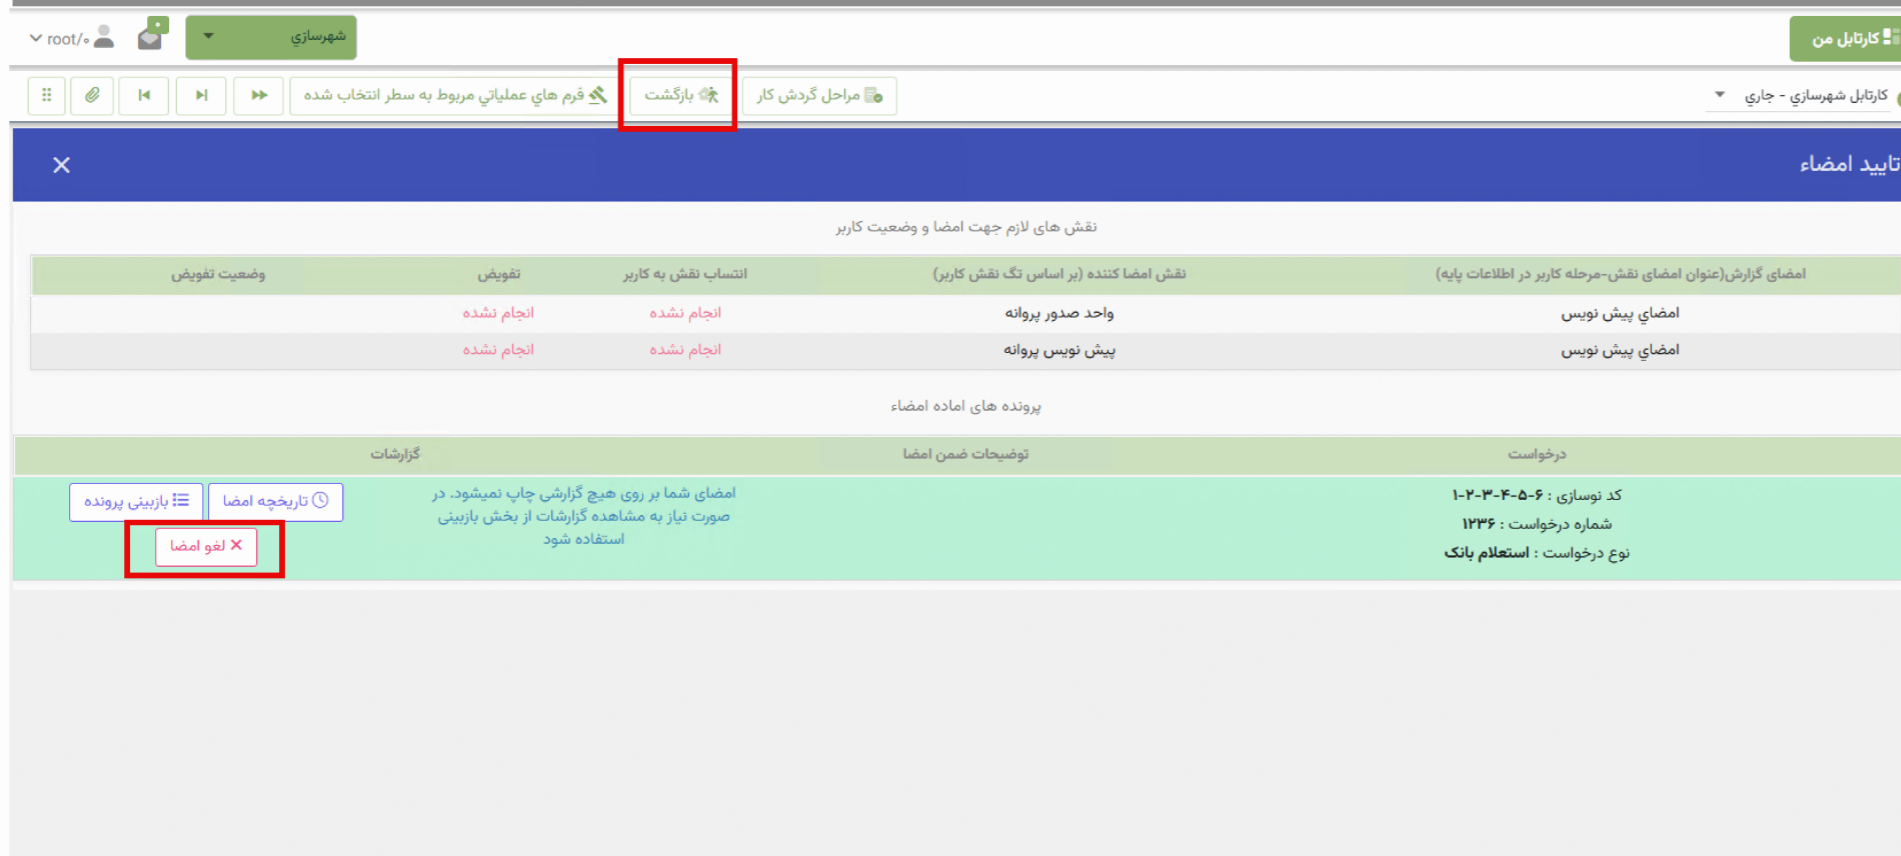 کارتابل من
شهرسازي
root/۰
کارتابل شهرسازي - جاري
مراحل گردش کار
بازگشت
فرم هاي عملياتي مربوط به سطر انتخاب شده
تایید امضاء
نقش های لازم جهت امضا و وضعیت کاربر
امضای گزارش(عنوان امضای نقش-مرحله کاربر در اطلاعات پایه)
نقش امضا کننده (بر اساس تگ نقش کاربر)
انتساب نقش به کاربر
تفویض
وضعیت تفویض
امضاي پیش نویس
واحد صدور پروانه
انجام نشده
انجام نشده
امضاي پیش نویس
پیش نویس پروانه
انجام نشده
انجام نشده
پرونده های اماده امضاء
درخواست
توضیحات ضمن امضا
گزارشات
کد نوسازی : ۶-۵-۴-۳-۲-۱
شماره درخواست : ۱۲۳۶
نوع درخواست : استعلام بانک
امضای شما بر روی هیچ گزارشی چاپ نمیشود. در
صورت نیاز به مشاهده گزارشات از بخش بازبینی
استفاده شود
تاریخچه امضا
بازبینی پرونده
لغو امضا